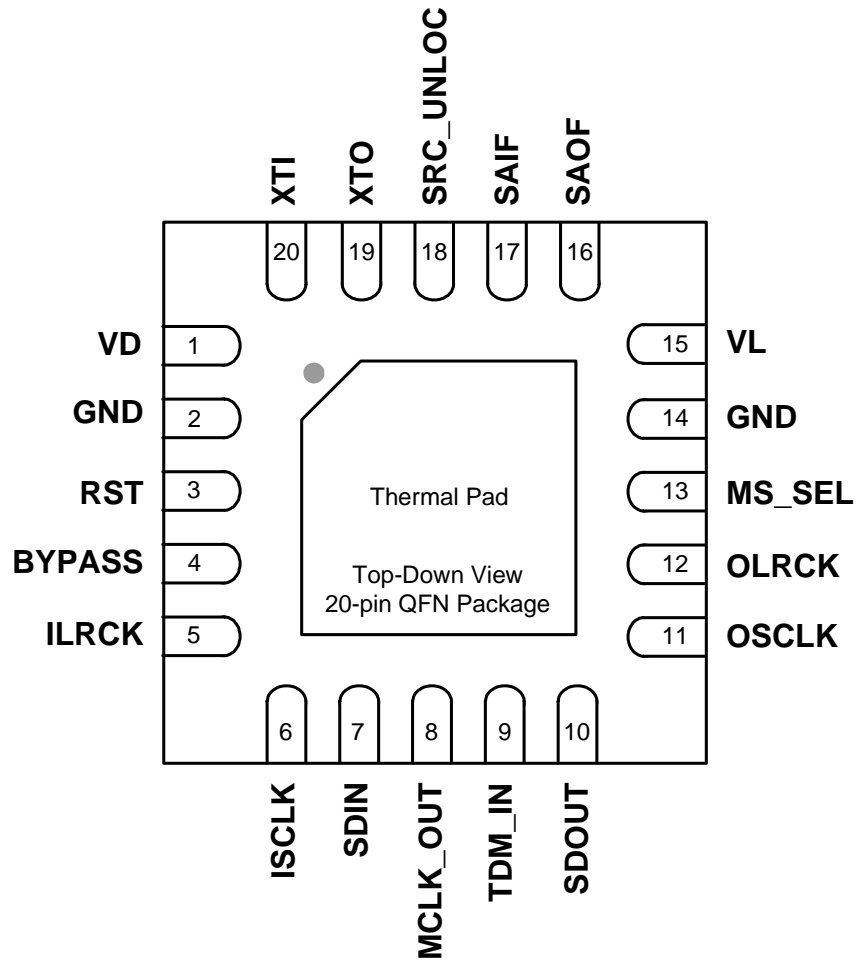 XTI
XTO
SRC_UNLOC
SAIF
SAOF
20
19
18
17
16
VD
1
GND
2
RST
3
BYPASS
4
ILRCK
5
15
VL
14
GND
13
MS_SEL
12
OLRCK
11
OSCLK
Thermal Pad
Top-Down View
20-pin QFN Package
6
7
8
9
10
ISCLK
SDIN
MCLK_OUT
TDM_IN
SDOUT